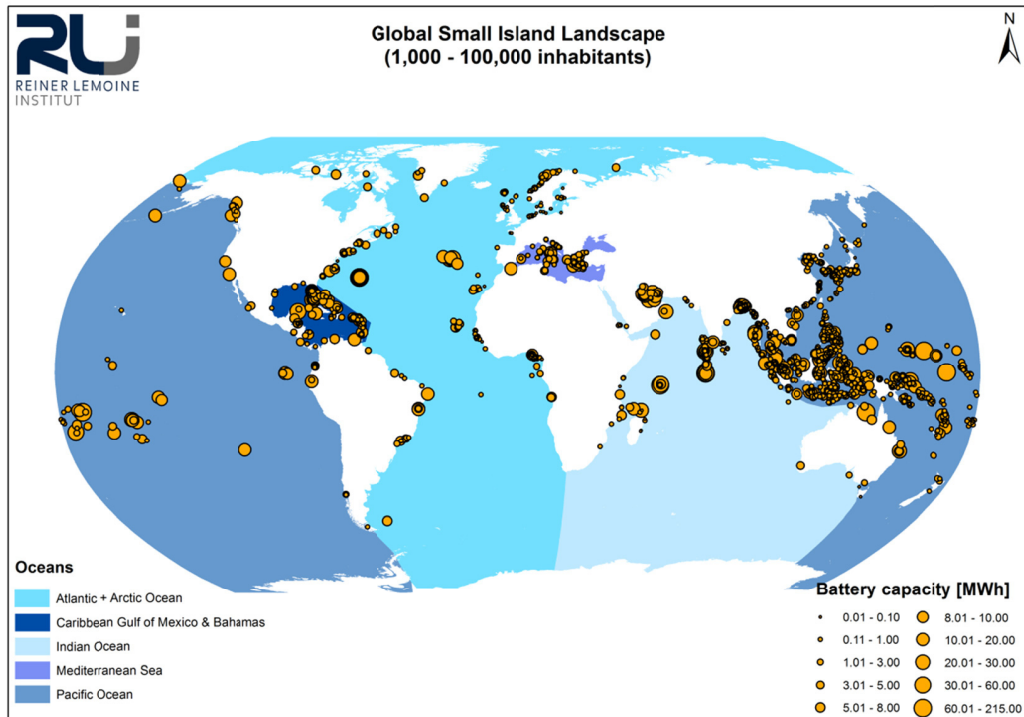 RLI
REINER LEMOINE
INSTITUT
Global Small Island Landscape
(1,000 - 100,000 inhabitants)
N
Oceans
Atlantic + Arctic Ocean
Caribbean Gulf of Mexico & Bahamas
Indian Ocean
Mediterranean Sea
Pacific Ocean
Battery capacity [MWh]
0.01 - 0.10
0.11 - 1.00
1.01 - 3.00
3.01 - 5.00
5.01 - 8.00
8.01 - 10.00
10.01 - 20.00
20.01 - 30.00
30.01 - 60.00
60.01 - 215.00